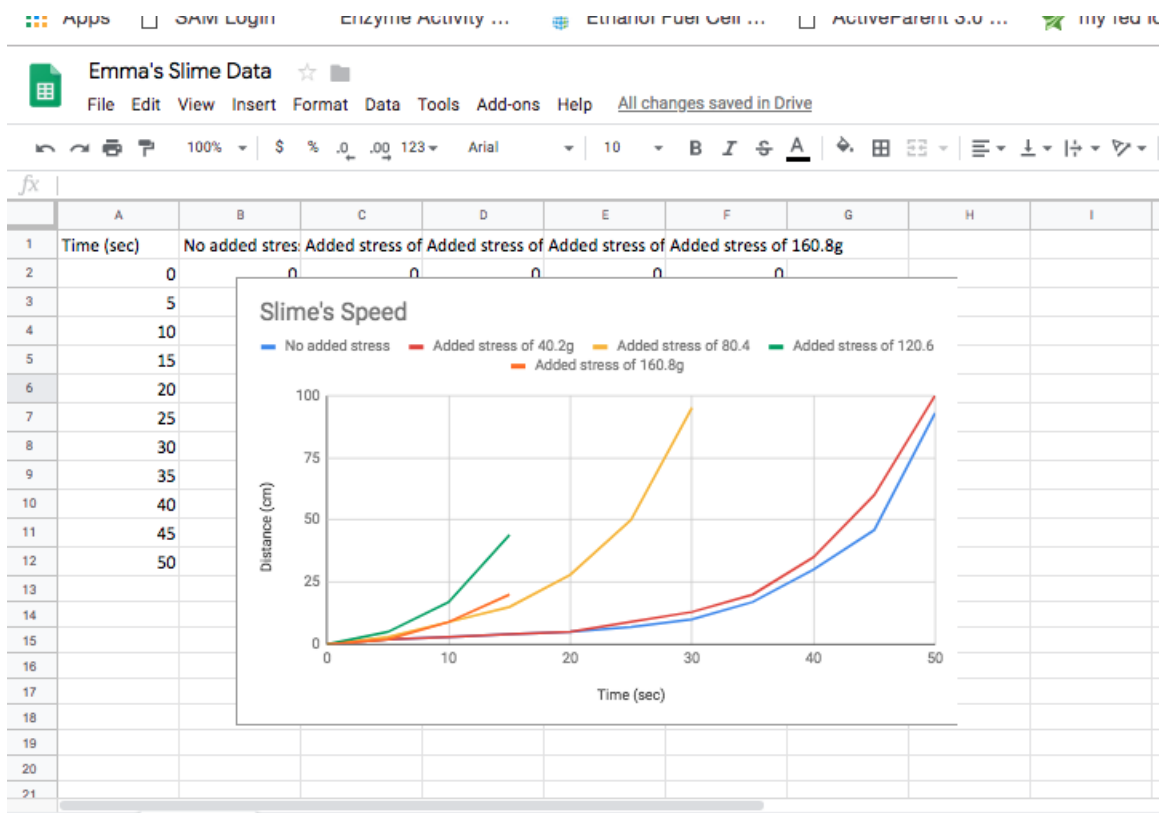 Apps SAM Login Enzyme Activity ... Ethanol Fuel Cell ... ActiveParent 3.0 ...
Emma's Slime Data
File Edit View Insert Format Data Tools Add-ons Help All changes saved in Drive
100% $ % .0 .00 123 Arial 10 B I S A
fx
A B C D E F G H I
1 Time (sec) No added stres Added stress of Added stress of Added stress of Added stress of 160.8g
2 0 0 0 0 0 0
3 5
4 10
5 15
6 20
7 25
8 30
9 35
10 40
11 45
12 50
13
14
15
16
17
18
19
20
21
Slime's Speed
No added stress Added stress of 40.2g Added stress of 80.4 Added stress of 120.6
Added stress of 160.8g
100
75
50
25
0
Distance (cm)
0 10 20 30 40 50
Time (sec)